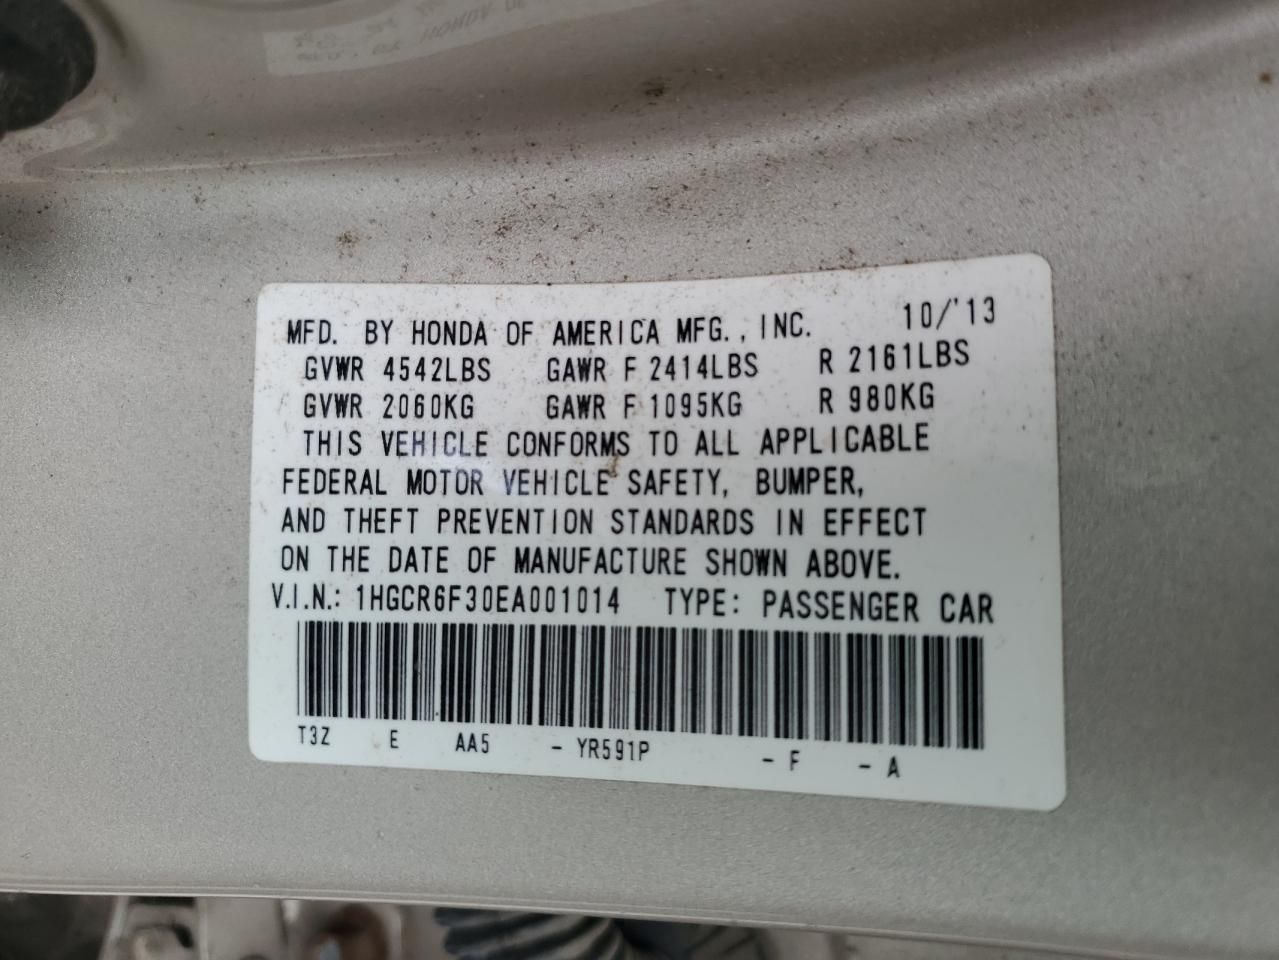 10/'13
MFD. BY HONDA OF AMERICA MFG., INC.
GVWR 4542LBS GAWR F 2414LBS R 2161LBS
GVWR 2060KG GAWR F 1095KG R 980KG
THIS VEHICLE CONFORMS TO ALL APPLICABLE
FEDERAL MOTOR VEHICLE SAFETY, BUMPER,
AND THEFT PREVENTION STANDARDS IN EFFECT
ON THE DATE OF MANUFACTURE SHOWN ABOVE.
V.I.N.: 1HGCR6F30EA001014 TYPE: PASSENGER CAR
T3Z E AA5 - YR591P - F - A